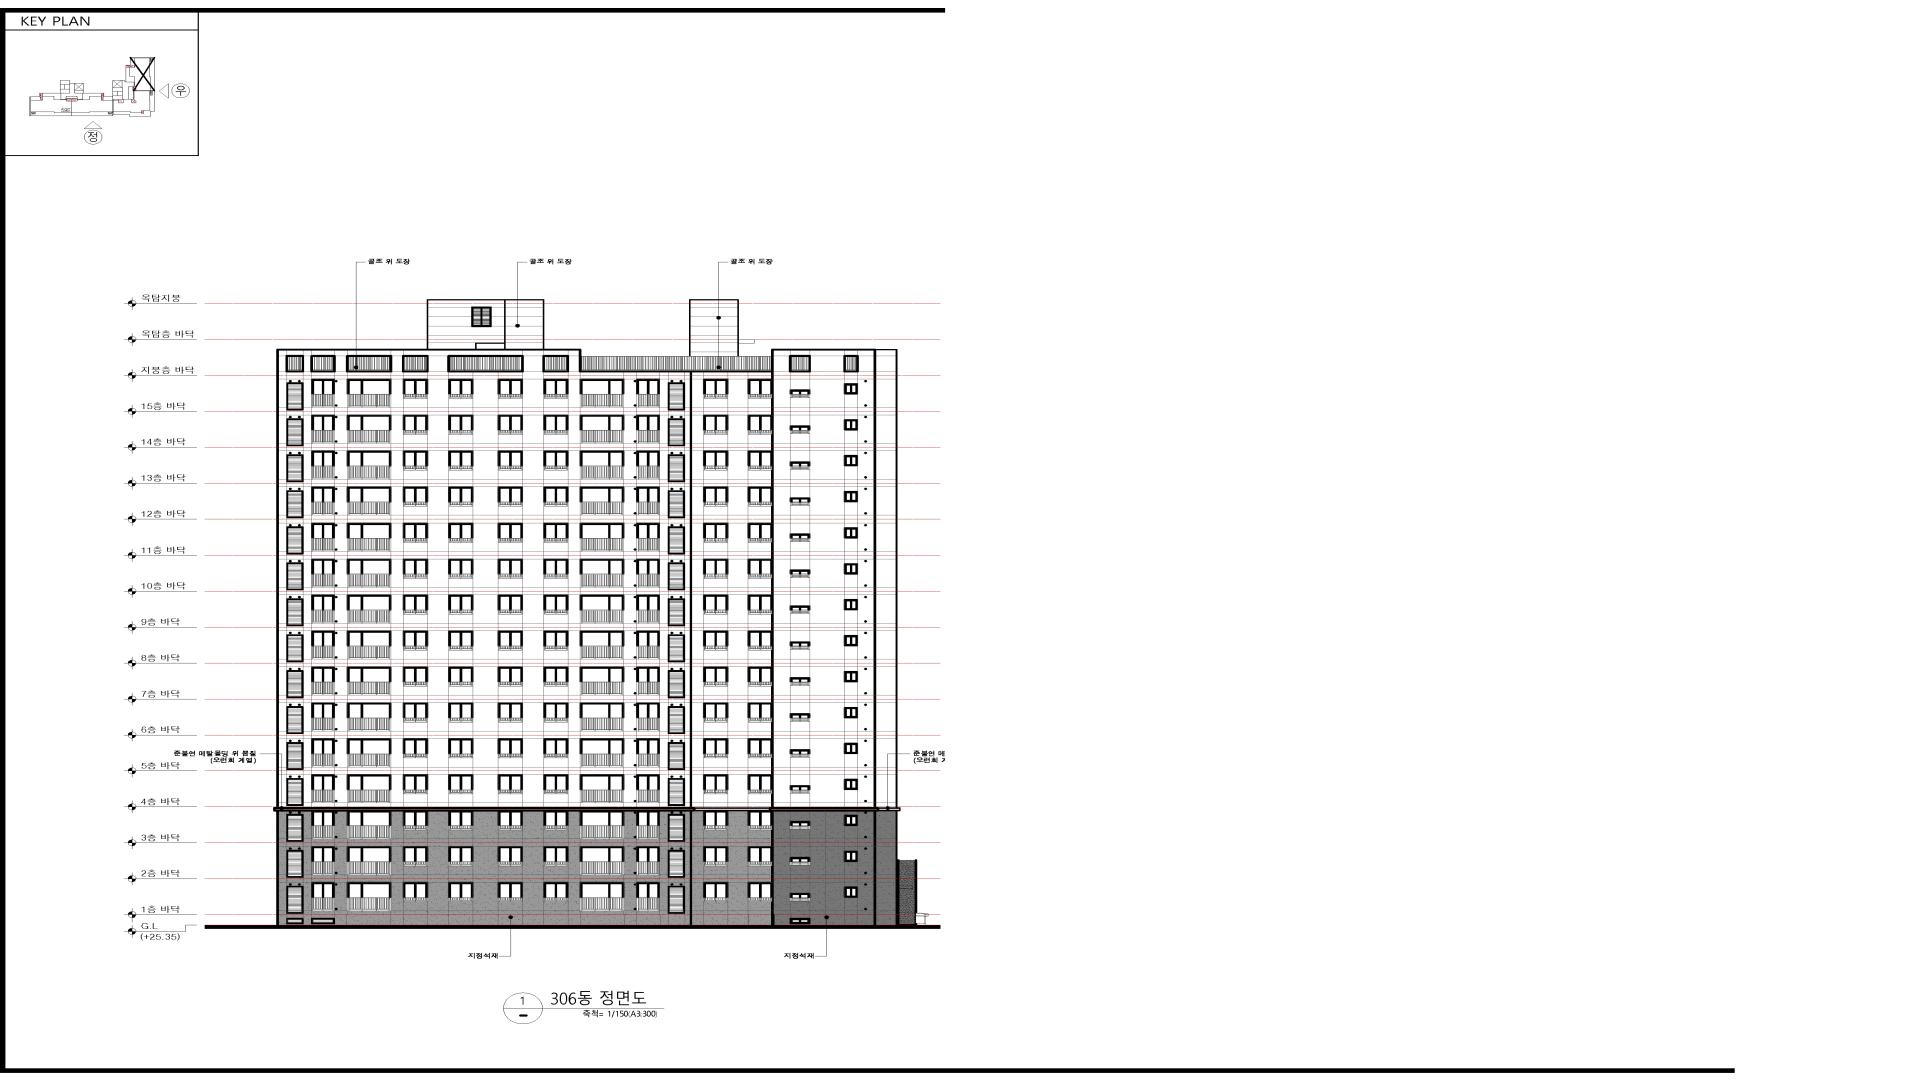 KEY PLAN
우
정
골조 위 도장
골조 위 도장
골조 위 도장
옥탑지붕
옥탑층 바닥
지붕층 바닥
15층 바닥
14층 바닥
13층 바닥
12층 바닥
11층 바닥
10층 바닥
9층 바닥
8층 바닥
7층 바닥
6층 바닥
준불연 메탈몰딩 위
(오련회 계열)
준불연 메
(오련회
5층 바닥
4층 바닥
3층 바닥
2층 바닥
1층 바닥
G.L
(+25.35)
지정석재
지정석재
1
306동 정면도
축척= 1/150(A3:300)